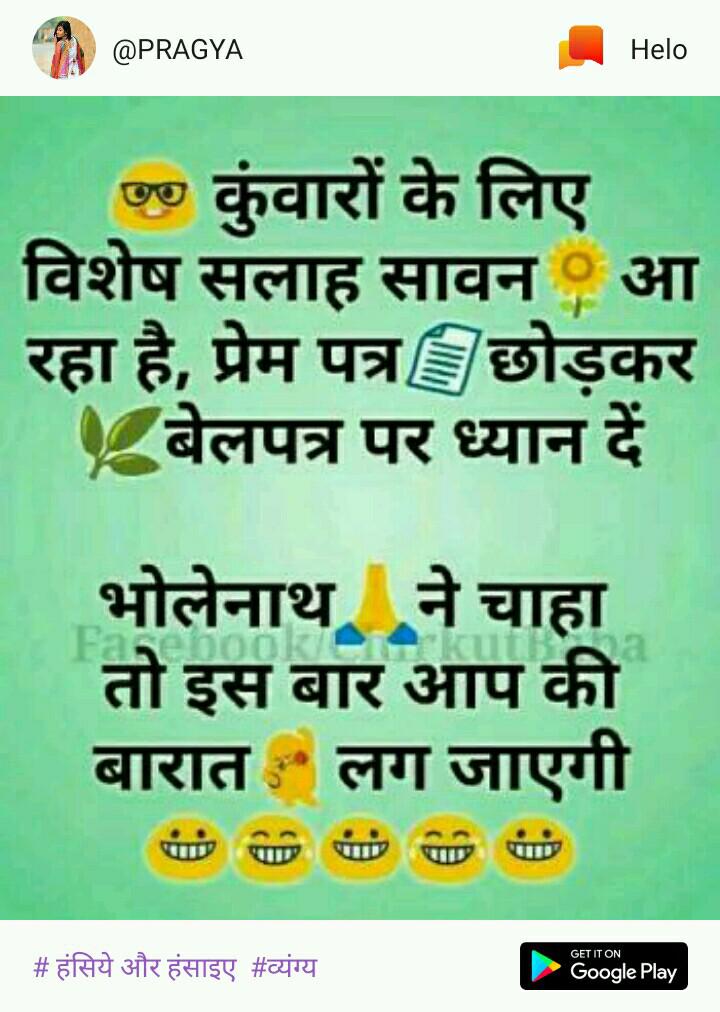 @PRAGYA
Helo
🤓 कुंवारों के लिए
विशेष सलाह सावन🌻आ
रहा है, प्रेम पत्र📄छोड़कर
🌿बेलपत्र पर ध्यान दें
भोलेनाथ🙏ने चाहा
तो इस बार आप की
बारात💃लग जाएगी
😁😂😁😂😁
# हंसिये और हंसाइए #व्यंग्य
GET IT ON
Google Play